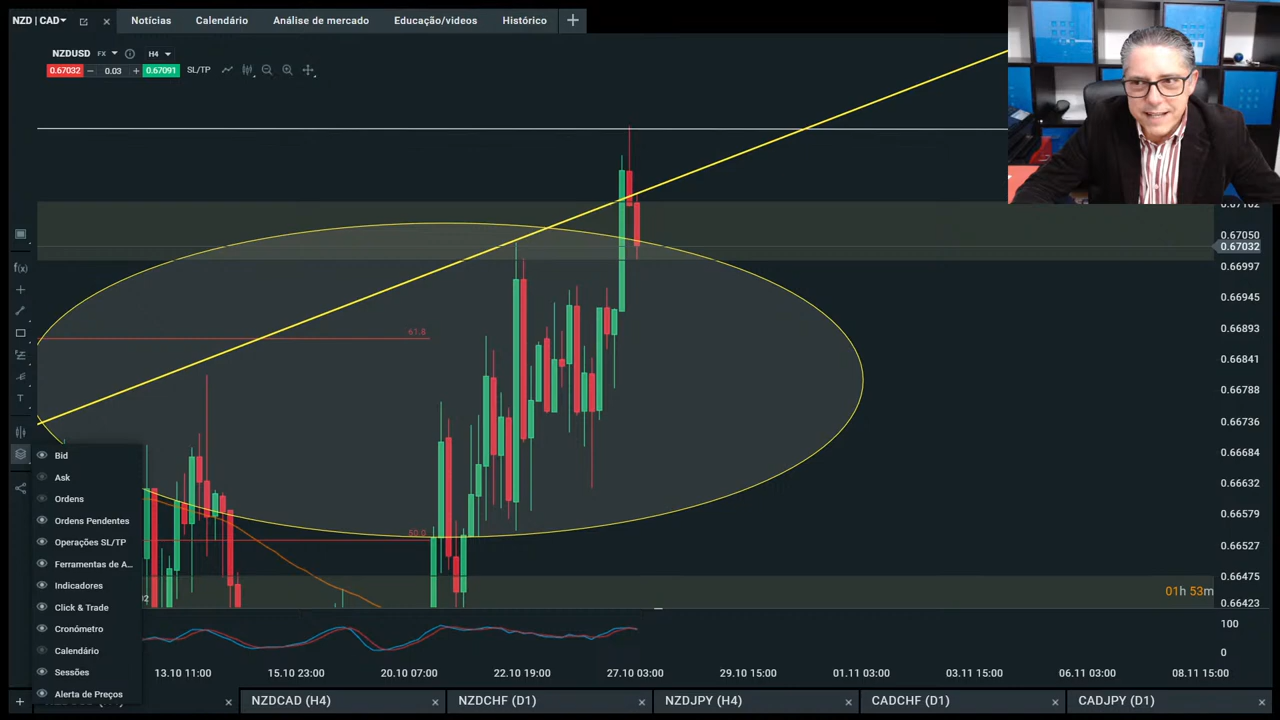 NZD | CAD
Notícias
Calendário
Análise de mercado
Educação/videos
Histórico
NZDUSD FX H4
0.67032 0.03 0.67091 SL/TP
0.67050
0.67032
0.66997
0.66945
61.8
0.66893
0.66841
0.66788
0.66736
0.66684
0.66632
0.66579
50.0
0.66527
0.66475
01h 53m
0.66423
Bid
Ask
Ordens
Ordens Pendentes
Operações SL/TP
Ferramentas de A...
Indicadores
Click & Trade
Cronómetro
Calendário
Sessões
Alerta de Preços
100
0
13.10 11:00 15.10 23:00 20.10 07:00 22.10 19:00 27.10 03:00 29.10 15:00 01.11 03:00 03.11 15:00 06.11 03:00 08.11 15:00
NZDCAD (H4) NZDCHF (D1) NZDJPY (H4) CADCHF (D1) CADJPY (D1)